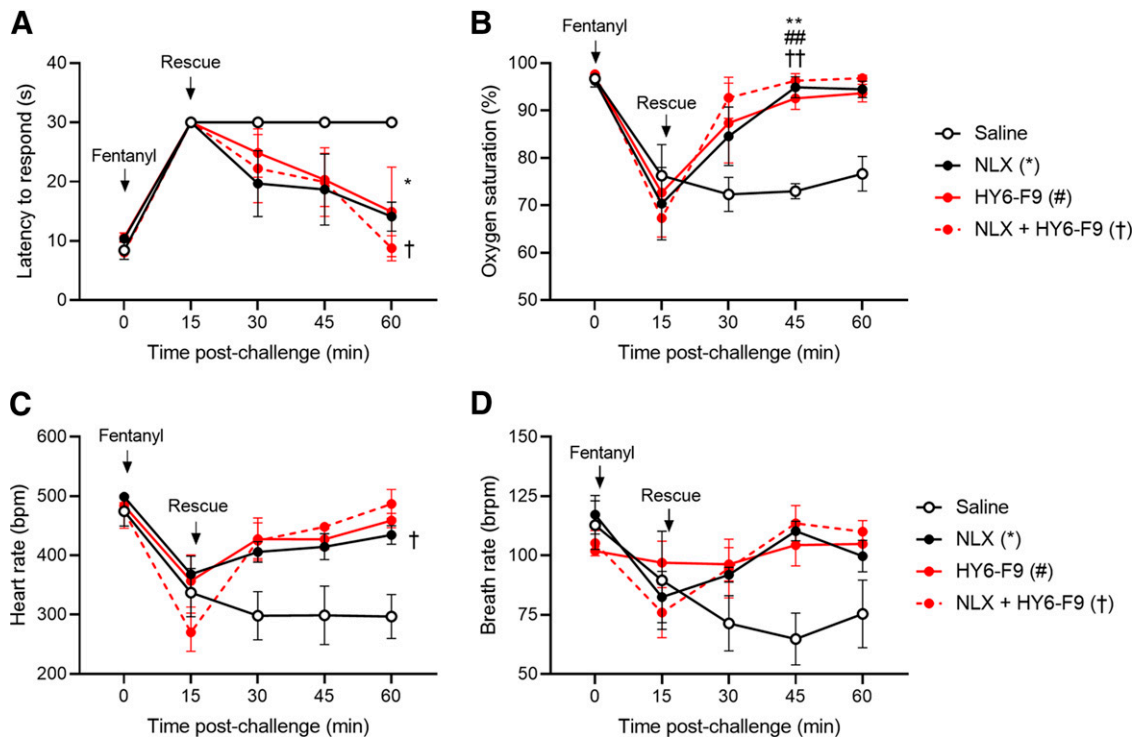 A
Latency to respond (s)
40
30
20
10
0
Fentanyl
Rescue
*
†
0 15 30 45 60
Time post-challenge (min)
B
Oxygen saturation (%)
100
90
80
70
60
50
Fentanyl
Rescue
**
##
††
0 15 30 45 60
Time post-challenge (min)
Saline
NLX (*)
HY6-F9 (#)
NLX + HY6-F9 (†)
C
Heart rate (bpm)
600
500
400
300
200
Fentanyl
Rescue
†
0 15 30 45 60
Time post-challenge (min)
D
Breath rate (brpm)
150
125
100
75
50
Fentanyl
Rescue
0 15 30 45 60
Time post-challenge (min)
Saline
NLX (*)
HY6-F9 (#)
NLX + HY6-F9 (†)